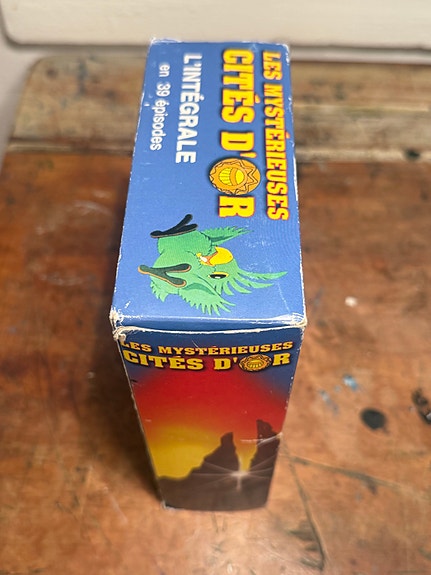 LES MYSTÉRIEUSES
CITÉS D'OR
L'INTÉGRALE
en 39 épisodes
LES MYSTÉRIEUSES
CITÉS D'OR